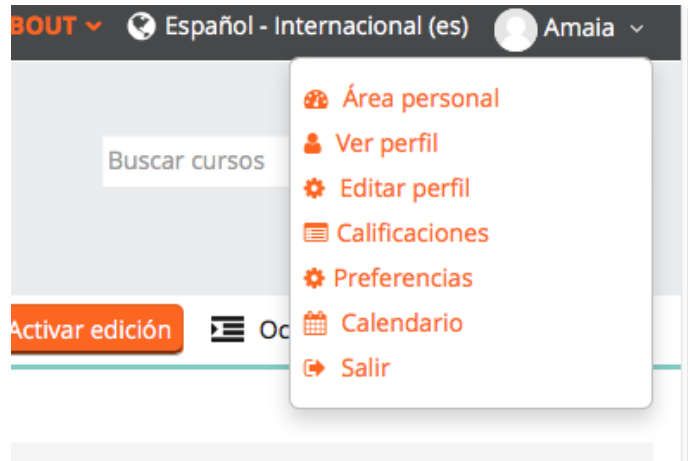 BOUT Español - Internacional (es) Amaia
Área personal
Buscar cursos
Ver perfil
Editar perfil
Calificaciones
Preferencias
Activar edición
Oc
Calendario
Salir